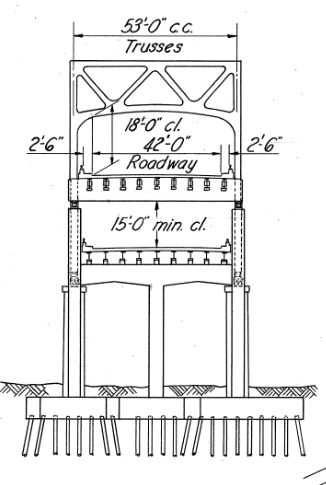 53'-0" c.c.
Trusses
18'-0" cl.
2'-6" 42'-0" 2'-6"
Roadway
15'-0" min. cl.